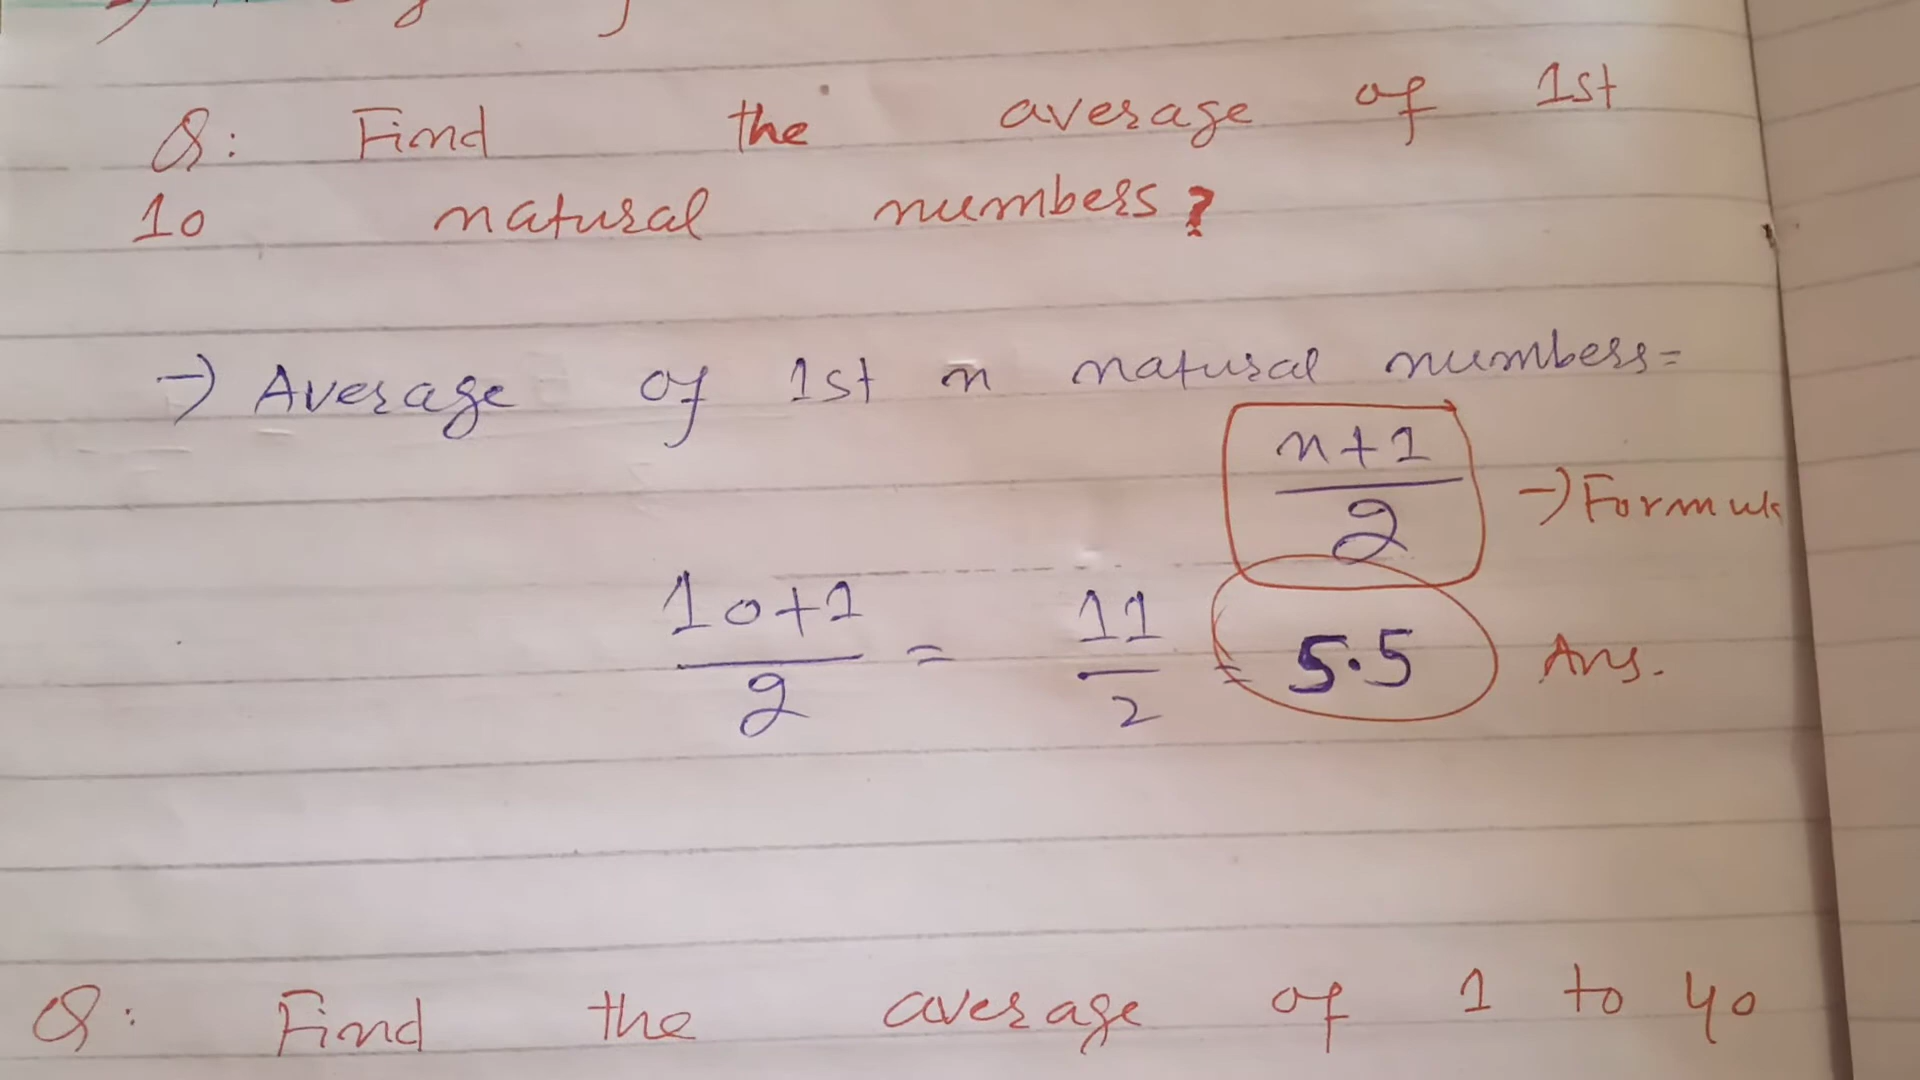 Q: Find the average of 1st
10 natural numbers?
→ Average of 1st n natural numbers=
n+1
2
→ Formul
10+1
2
=
11
2
= 5.5 Ans.
Q: Find the average of 1 to 40